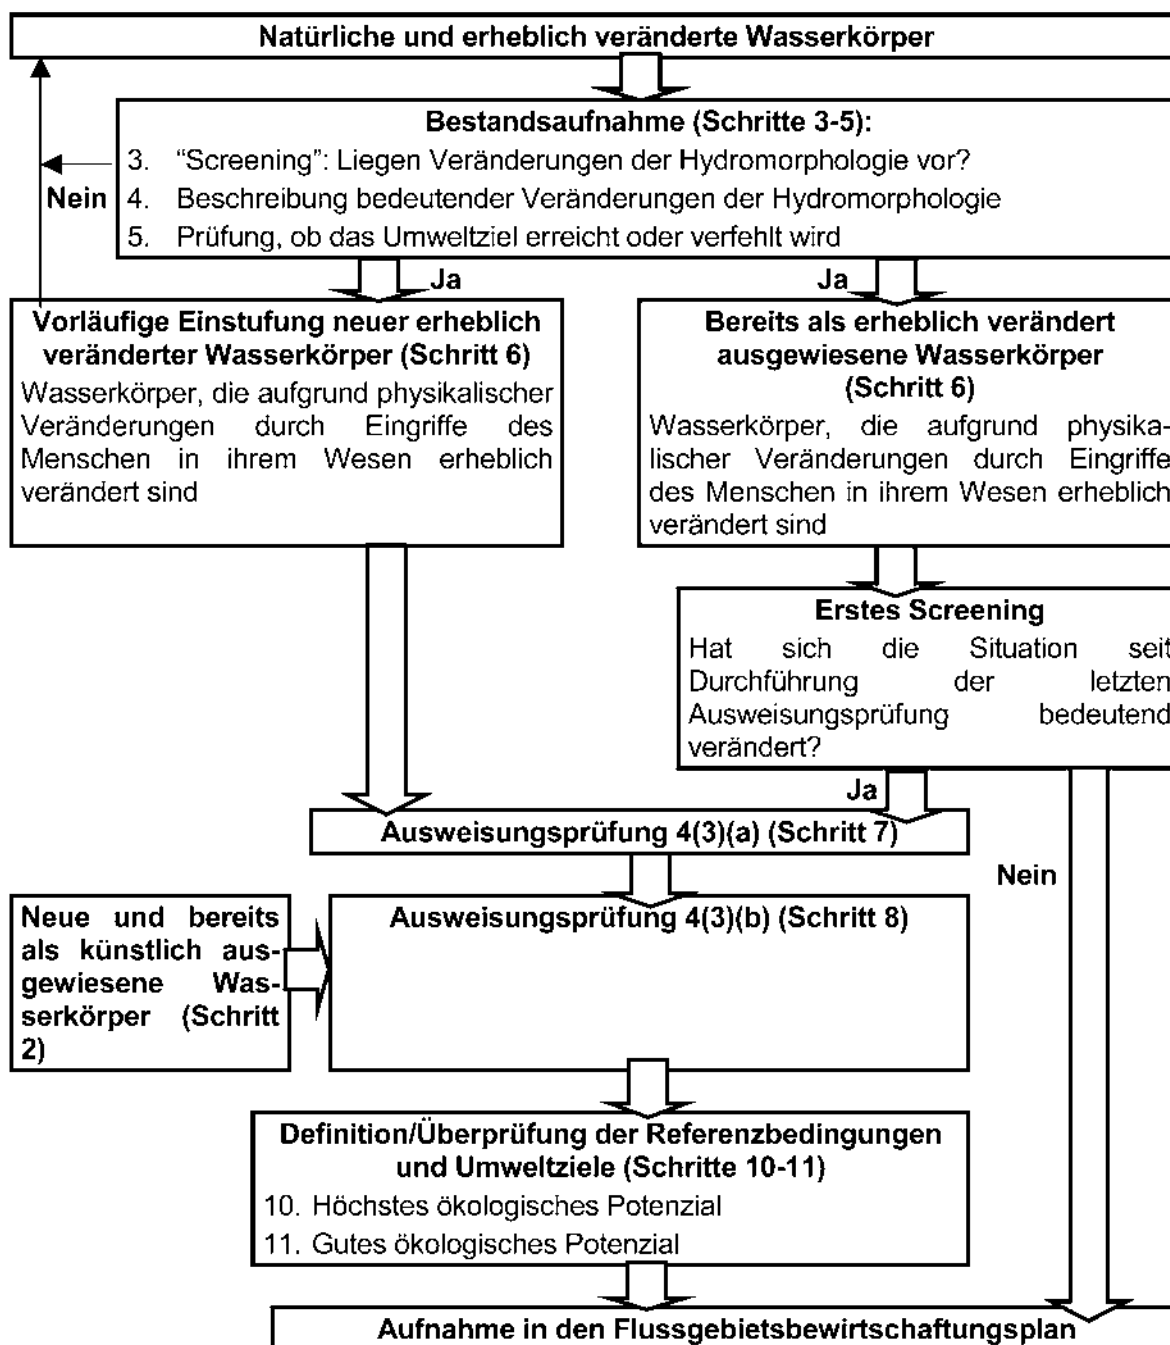 Natürliche und erheblich veränderte Wasserkörper
Bestandsaufnahme (Schritte 3-5):
3. “Screening”: Liegen Veränderungen der Hydromorphologie vor?
Nein
4. Beschreibung bedeutender Veränderungen der Hydromorphologie
5. Prüfung, ob das Umweltziel erreicht oder verfehlt wird
Ja
Ja
Vorläufige Einstufung neuer erheblich
veränderter Wasserkörper (Schritt 6)
Wasserkörper, die aufgrund physikalischer
Veränderungen durch Eingriffe des
Menschen in ihrem Wesen erheblich
verändert sind
Bereits als erheblich verändert
ausgewiesene Wasserkörper
(Schritt 6)
Wasserkörper, die aufgrund physika-
lischer Veränderungen durch Eingriffe
des Menschen in ihrem Wesen erheblich
verändert sind
Erstes Screening
Hat sich die Situation seit
Durchführung der letzten
Ausweisungsprüfung bedeutend
verändert?
Ja
Ausweisungsprüfung 4(3)(a) (Schritt 7)
Nein
Neue und bereits
als künstlich aus-
gewiesene Was-
serkörper (Schritt
2)
Ausweisungsprüfung 4(3)(b) (Schritt 8)
Definition/Überprüfung der Referenzbedingungen
und Umweltziele (Schritte 10-11)
10. Höchstes ökologisches Potenzial
11. Gutes ökologisches Potenzial
Aufnahme in den Flussgebietsbewirtschaftungsplan